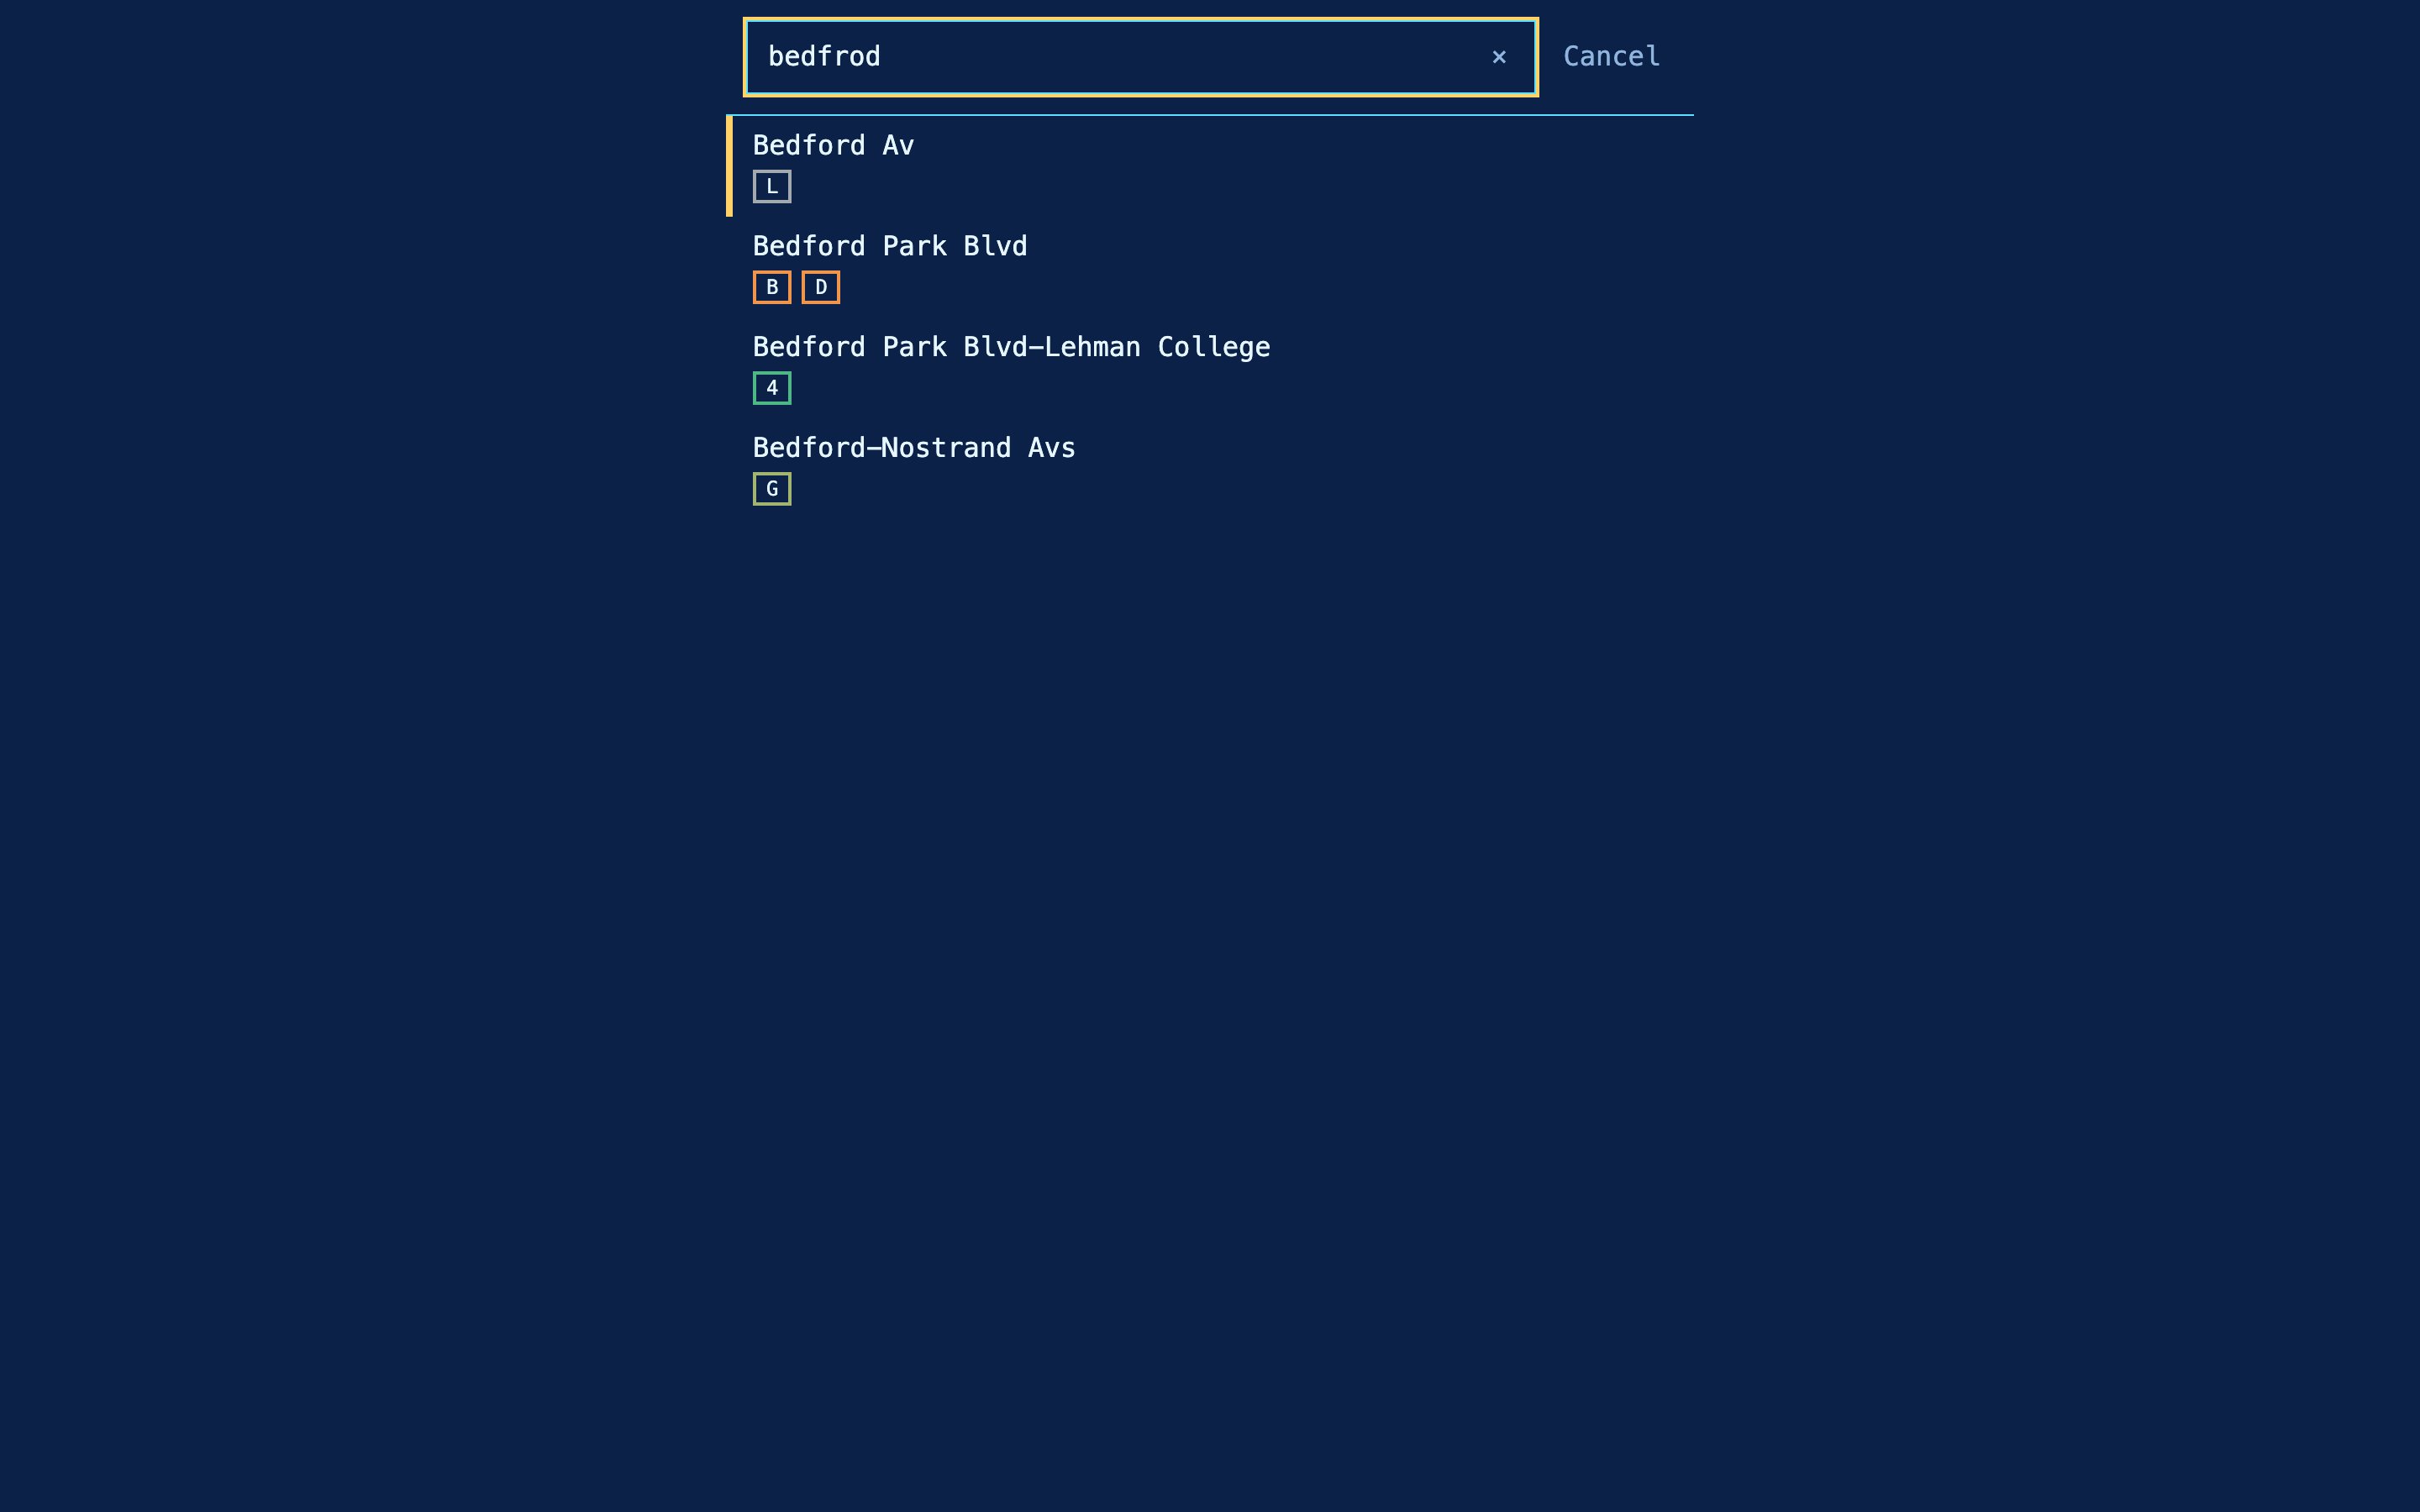 bedfrod × Cancel
Bedford Av
L
Bedford Park Blvd
B D
Bedford Park Blvd–Lehman College
4
Bedford–Nostrand Avs
G